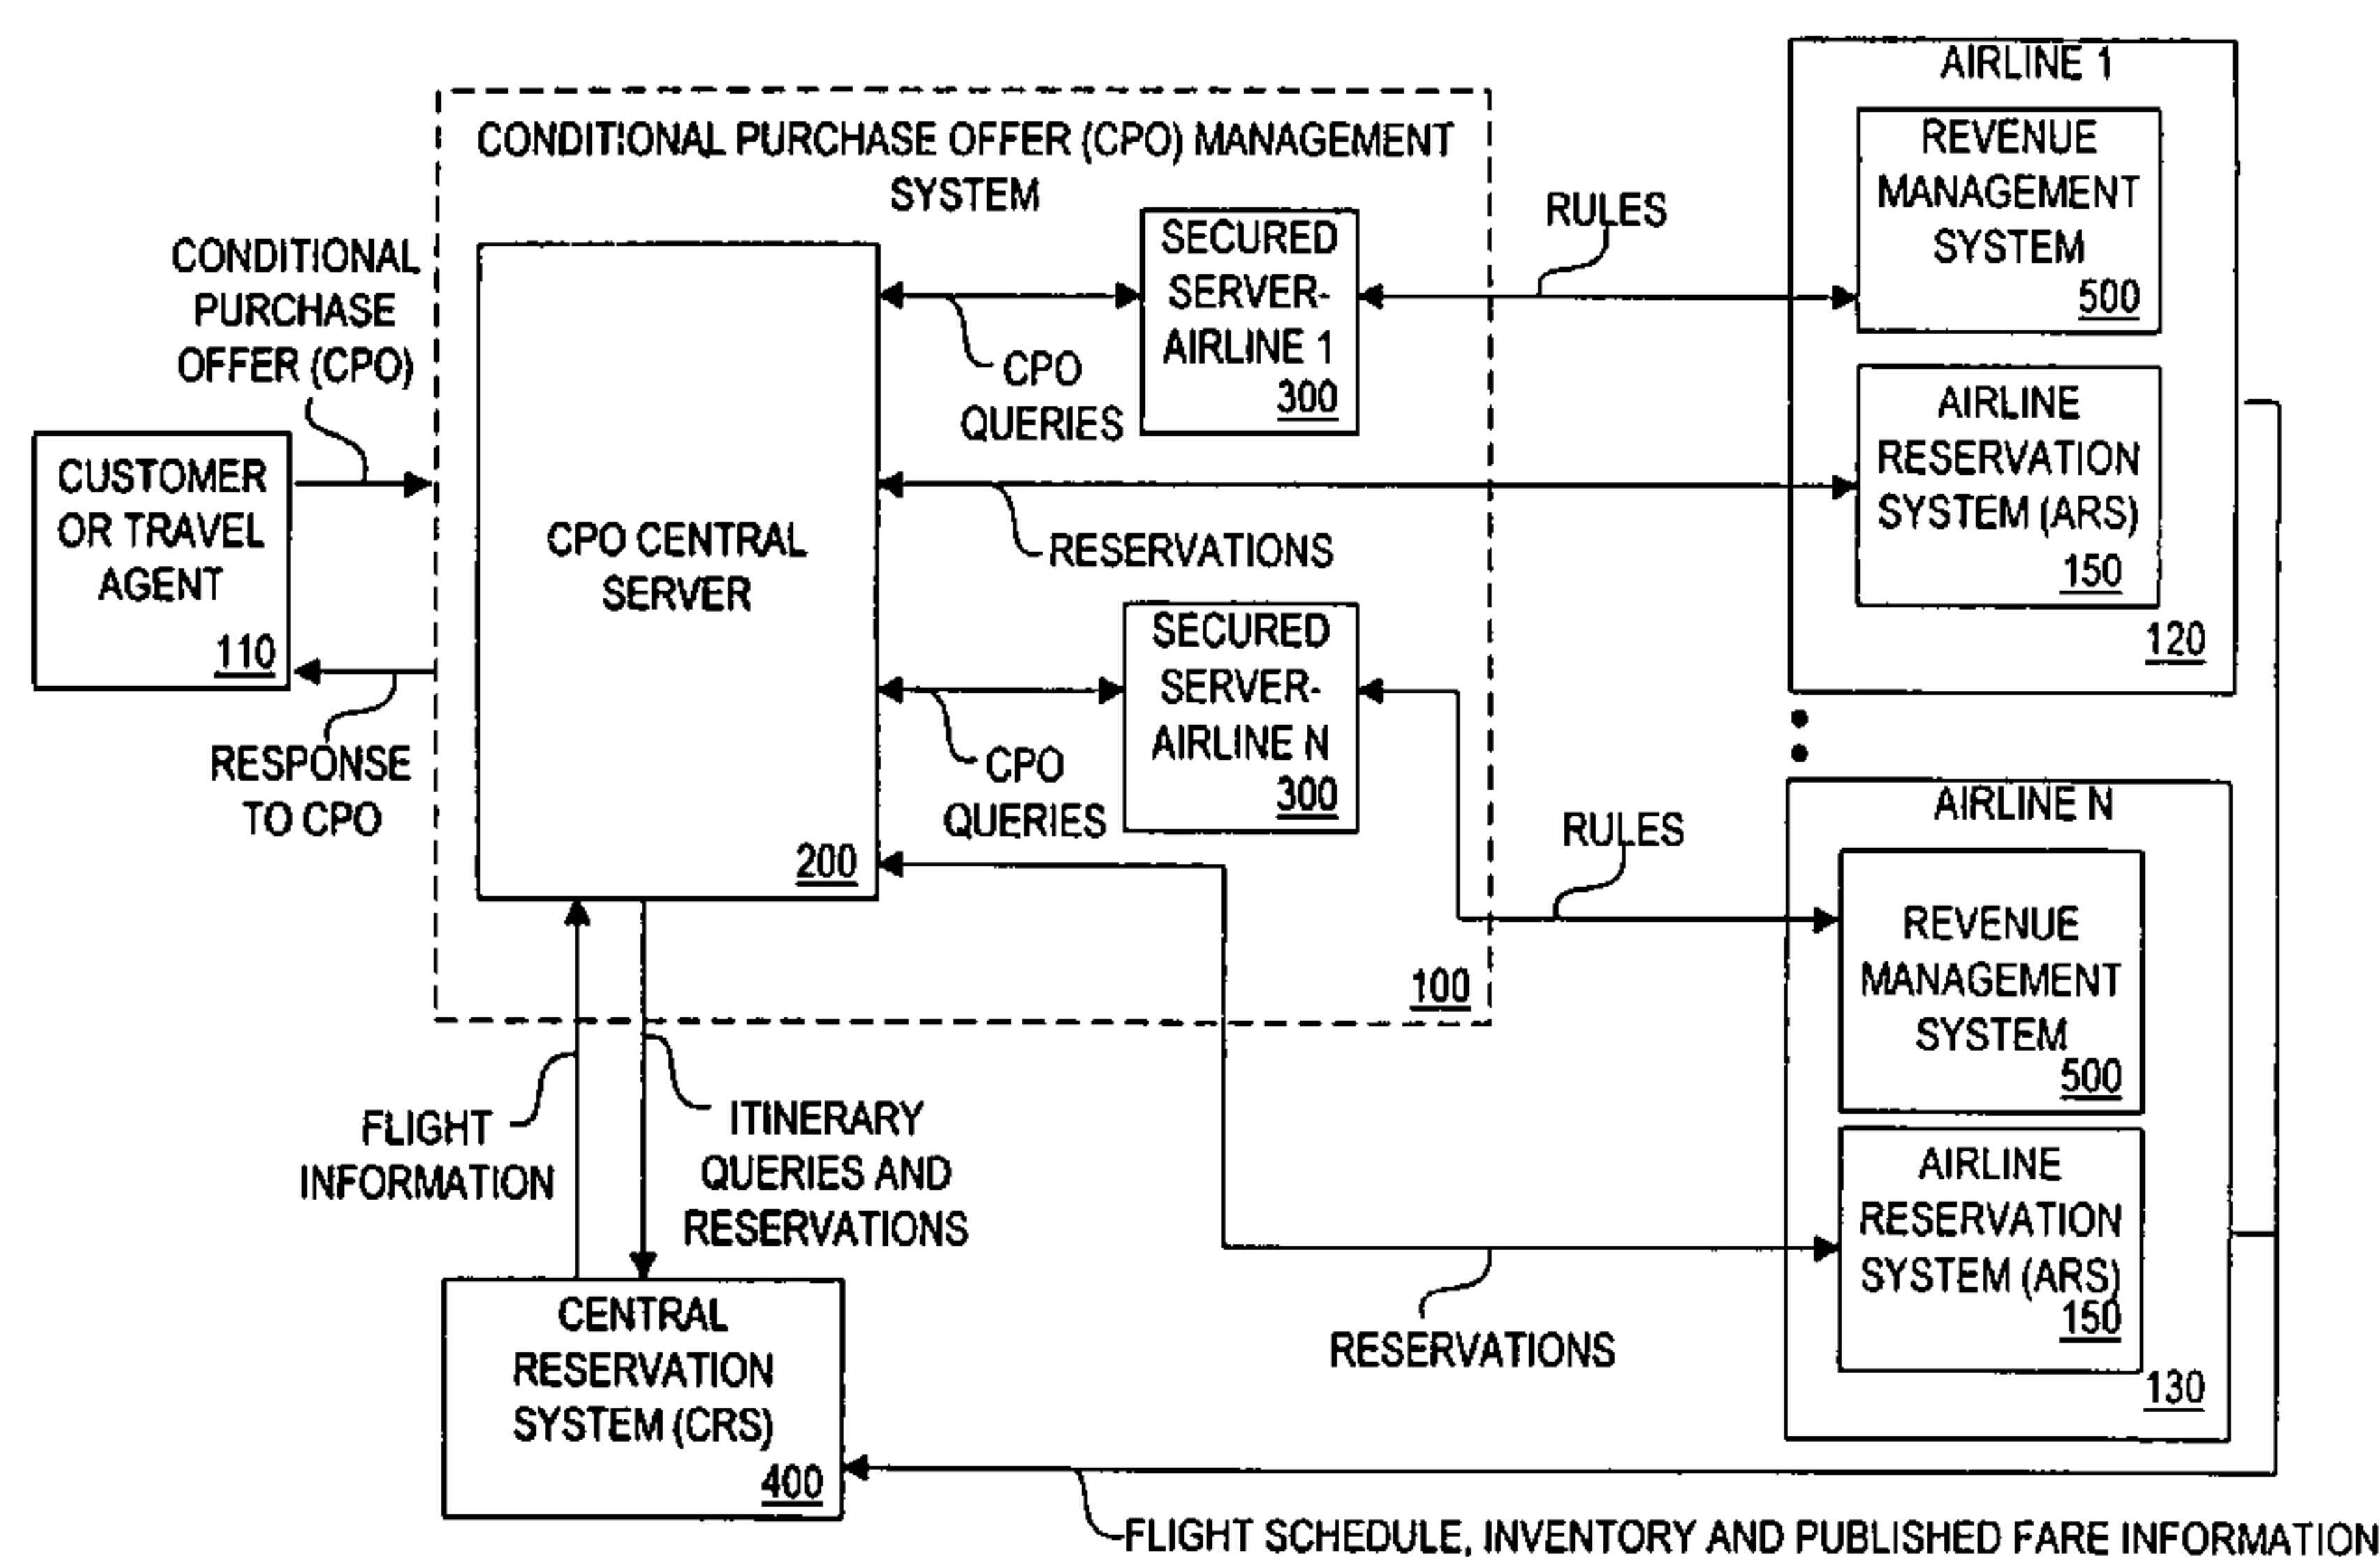 AIRLINE 1
REVENUE
MANAGEMENT
SYSTEM
500
AIRLINE
RESERVATION
SYSTEM (ARS)
150
120
CONDITIONAL PURCHASE OFFER (CPO) MANAGEMENT
SYSTEM
SECURED
SERVER-
AIRLINE 1
300
RULES
CONDITIONAL
PURCHASE
OFFER (CPO)
CPO
QUERIES
CUSTOMER
OR TRAVEL
AGENT
110
CPO CENTRAL
SERVER
200
RESERVATIONS
SECURED
SERVER-
AIRLINE N
300
CPO
QUERIES
RESPONSE
TO CPO
RULES
100
AIRLINE N
REVENUE
MANAGEMENT
SYSTEM
500
AIRLINE
RESERVATION
SYSTEM (ARS)
150
130
FLIGHT
INFORMATION
ITINERARY
QUERIES AND
RESERVATIONS
RESERVATIONS
CENTRAL
RESERVATION
SYSTEM (CRS)
400
FLIGHT SCHEDULE, INVENTORY AND PUBLISHED FARE INFORMATION